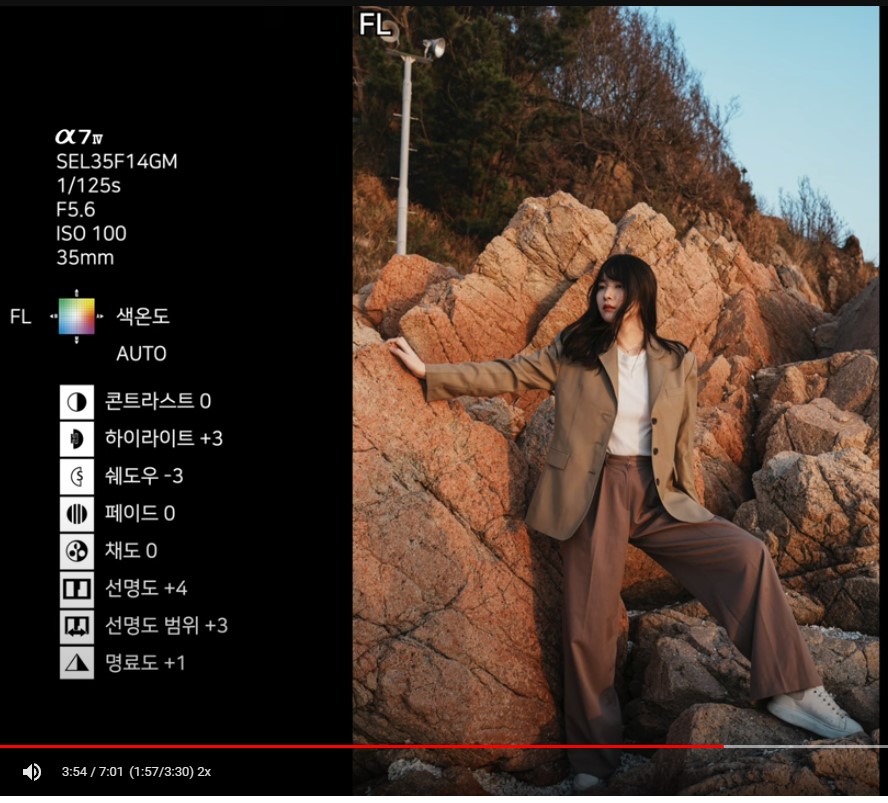 FL
α7Ⅳ
SEL35F14GM
1/125s
F5.6
ISO 100
35mm
FL 색온도
AUTO
콘트라스트 0
하이라이트 +3
쉐도우 -3
페이드 0
채도 0
선명도 +4
선명도 범위 +3
명료도 +1
3:54 / 7:01 (1:57/3:30) 2x